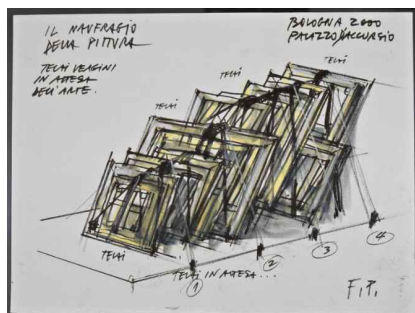 IL NAUFRAGIO
DELLA PITTURA
TELAI VERGINI
IN ATTESA
DELL'ARTE.
BOLOGNA 2000
PALAZZO D'ACCURSIO
TELAI
TELAI
TELAI
TELAI
TELAI IN ATTESA...
1
2
3
4
F.P.